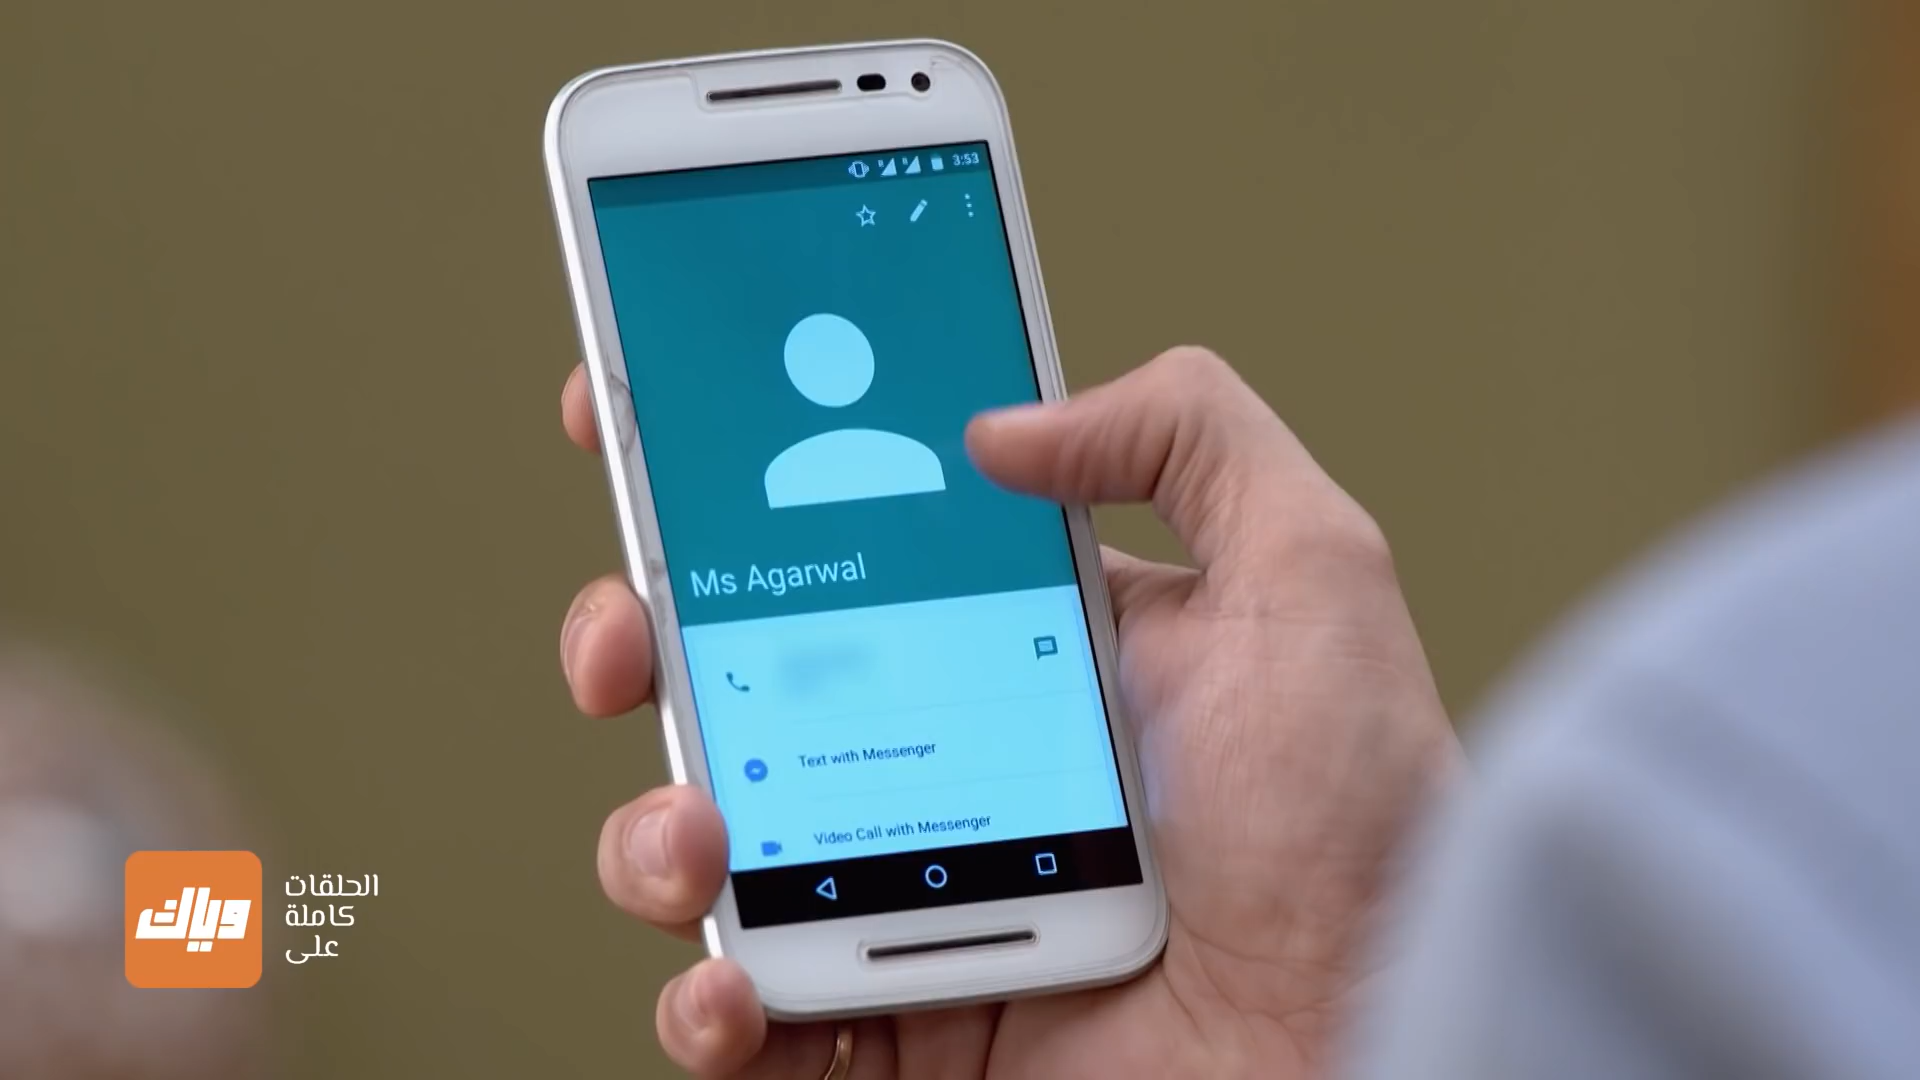 3:53
Ms Agarwal
Text with Messenger
Video Call with Messenger
وياك
الحلقات
كاملة
على